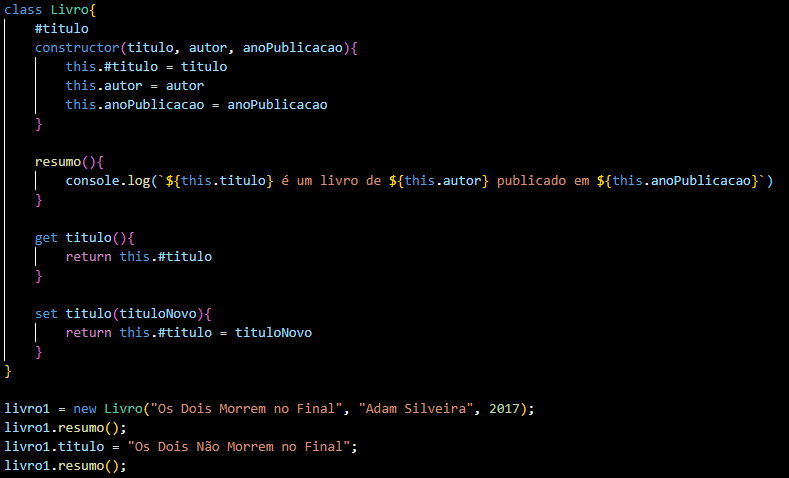 class Livro{
    #titulo
    constructor(titulo, autor, anoPublicacao){
        this.#titulo = titulo
        this.autor = autor
        this.anoPublicacao = anoPublicacao
    }

    resumo(){
        console.log(`${this.titulo} é um livro de ${this.autor} publicado em ${this.anoPublicacao}`)
    }

    get titulo(){
        return this.#titulo
    }

    set titulo(tituloNovo){
        return this.#titulo = tituloNovo
    }
}

livro1 = new Livro("Os Dois Morrem no Final", "Adam Silveira", 2017);
livro1.resumo();
livro1.titulo = "Os Dois Não Morrem no Final";
livro1.resumo();